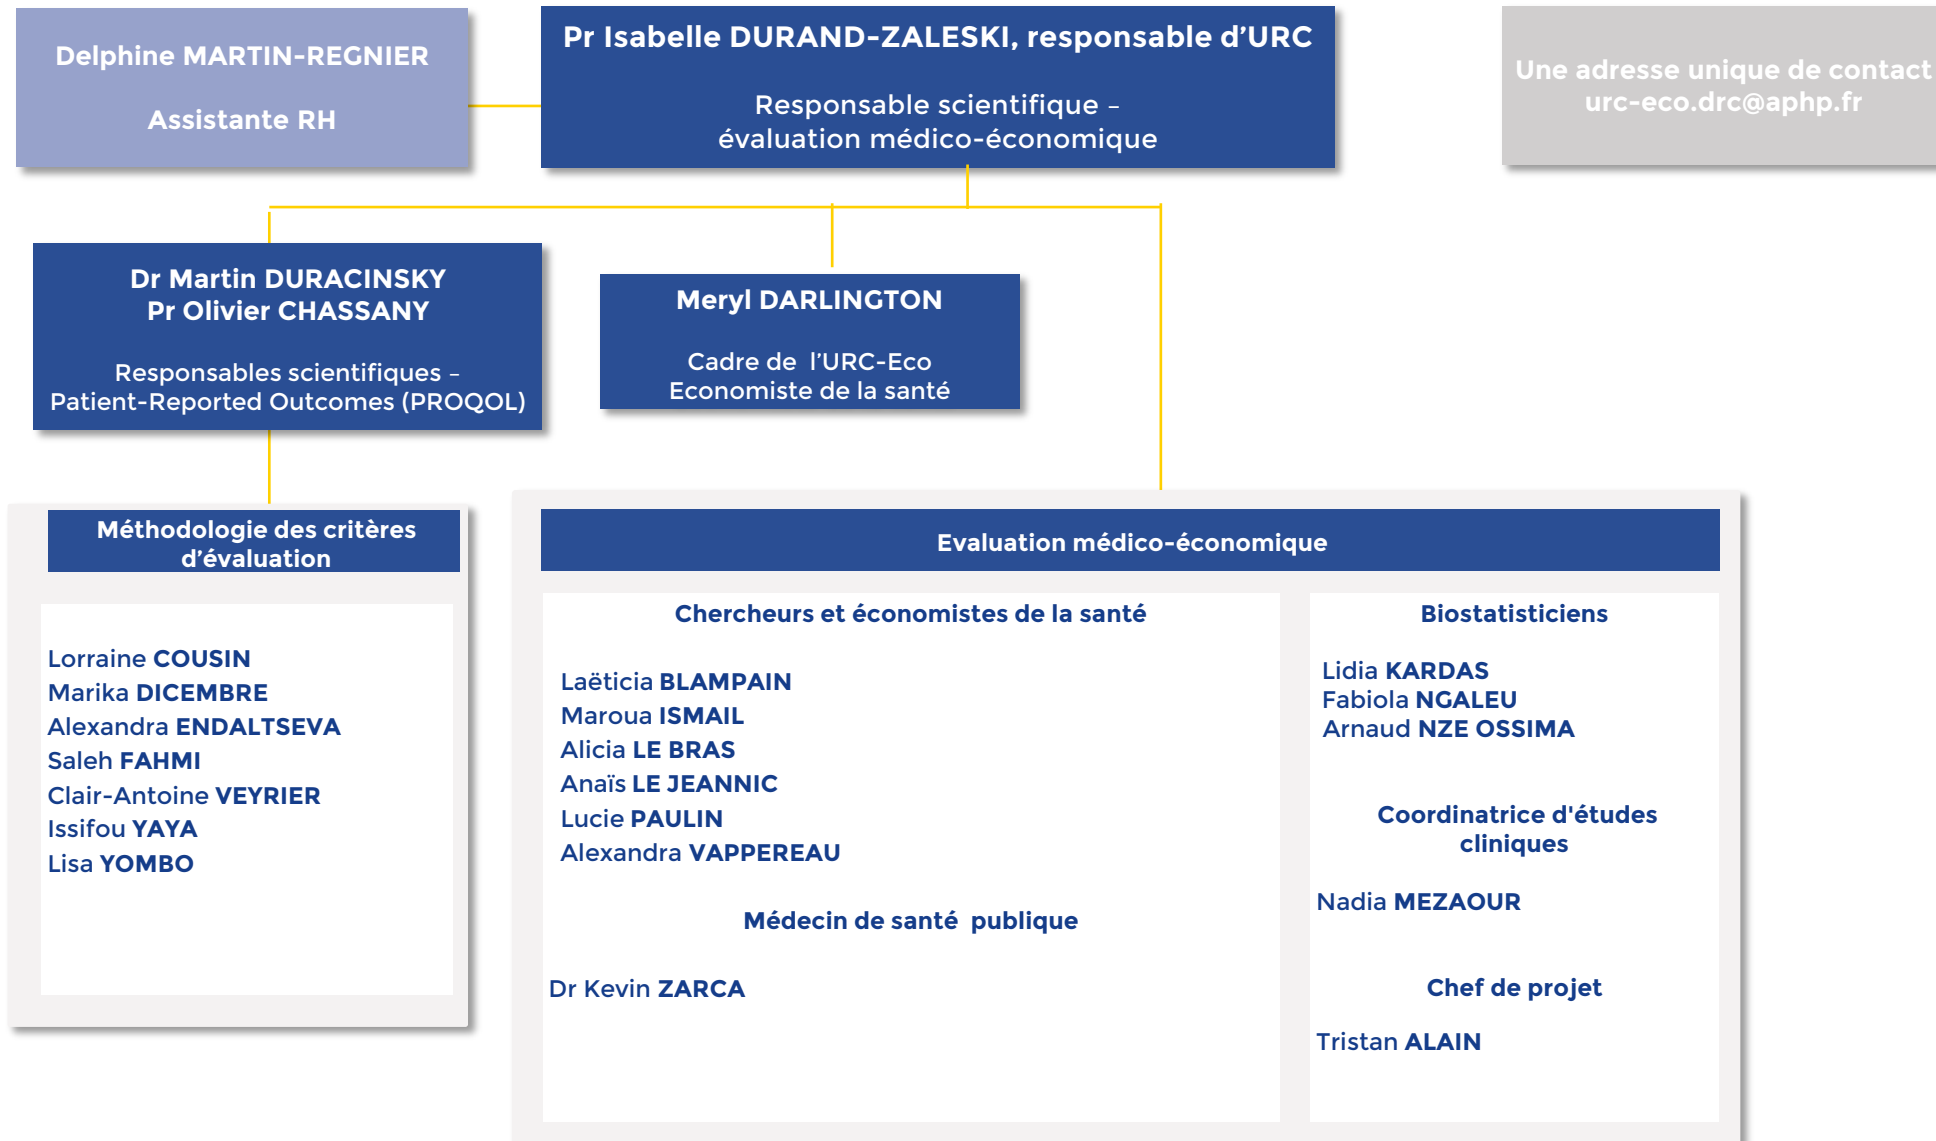 Delphine MARTIN-REGNIER
Assistante RH
Pr Isabelle DURAND-ZALESKI, responsable d’URC
Responsable scientifique –
évaluation médico-économique
Une adresse unique de contact
urc-eco.drc@aphp.fr
Dr Martin DURACINSKY
Pr Olivier CHASSANY
Responsables scientifiques –
Patient-Reported Outcomes (PROQOL)
Meryl DARLINGTON
Cadre de l’URC-Eco
Economiste de la santé
Méthodologie des critères
d’évaluation
Lorraine COUSIN
Marika DICEMBRE
Alexandra ENDALTSEVA
Saleh FAHMI
Clair-Antoine VEYRIER
Issifou YAYA
Lisa YOMBO
Evaluation médico-économique
Chercheurs et économistes de la santé
Laëticia BLAMPAIN
Maroua ISMAIL
Alicia LE BRAS
Anaïs LE JEANNIC
Lucie PAULIN
Alexandra VAPPEREAU
Médecin de santé publique
Dr Kevin ZARCA
Biostatisticiens
Lidia KARDAS
Fabiola NGALEU
Arnaud NZE OSSIMA
Coordinatrice d'études
cliniques
Nadia MEZAOUR
Chef de projet
Tristan ALAIN